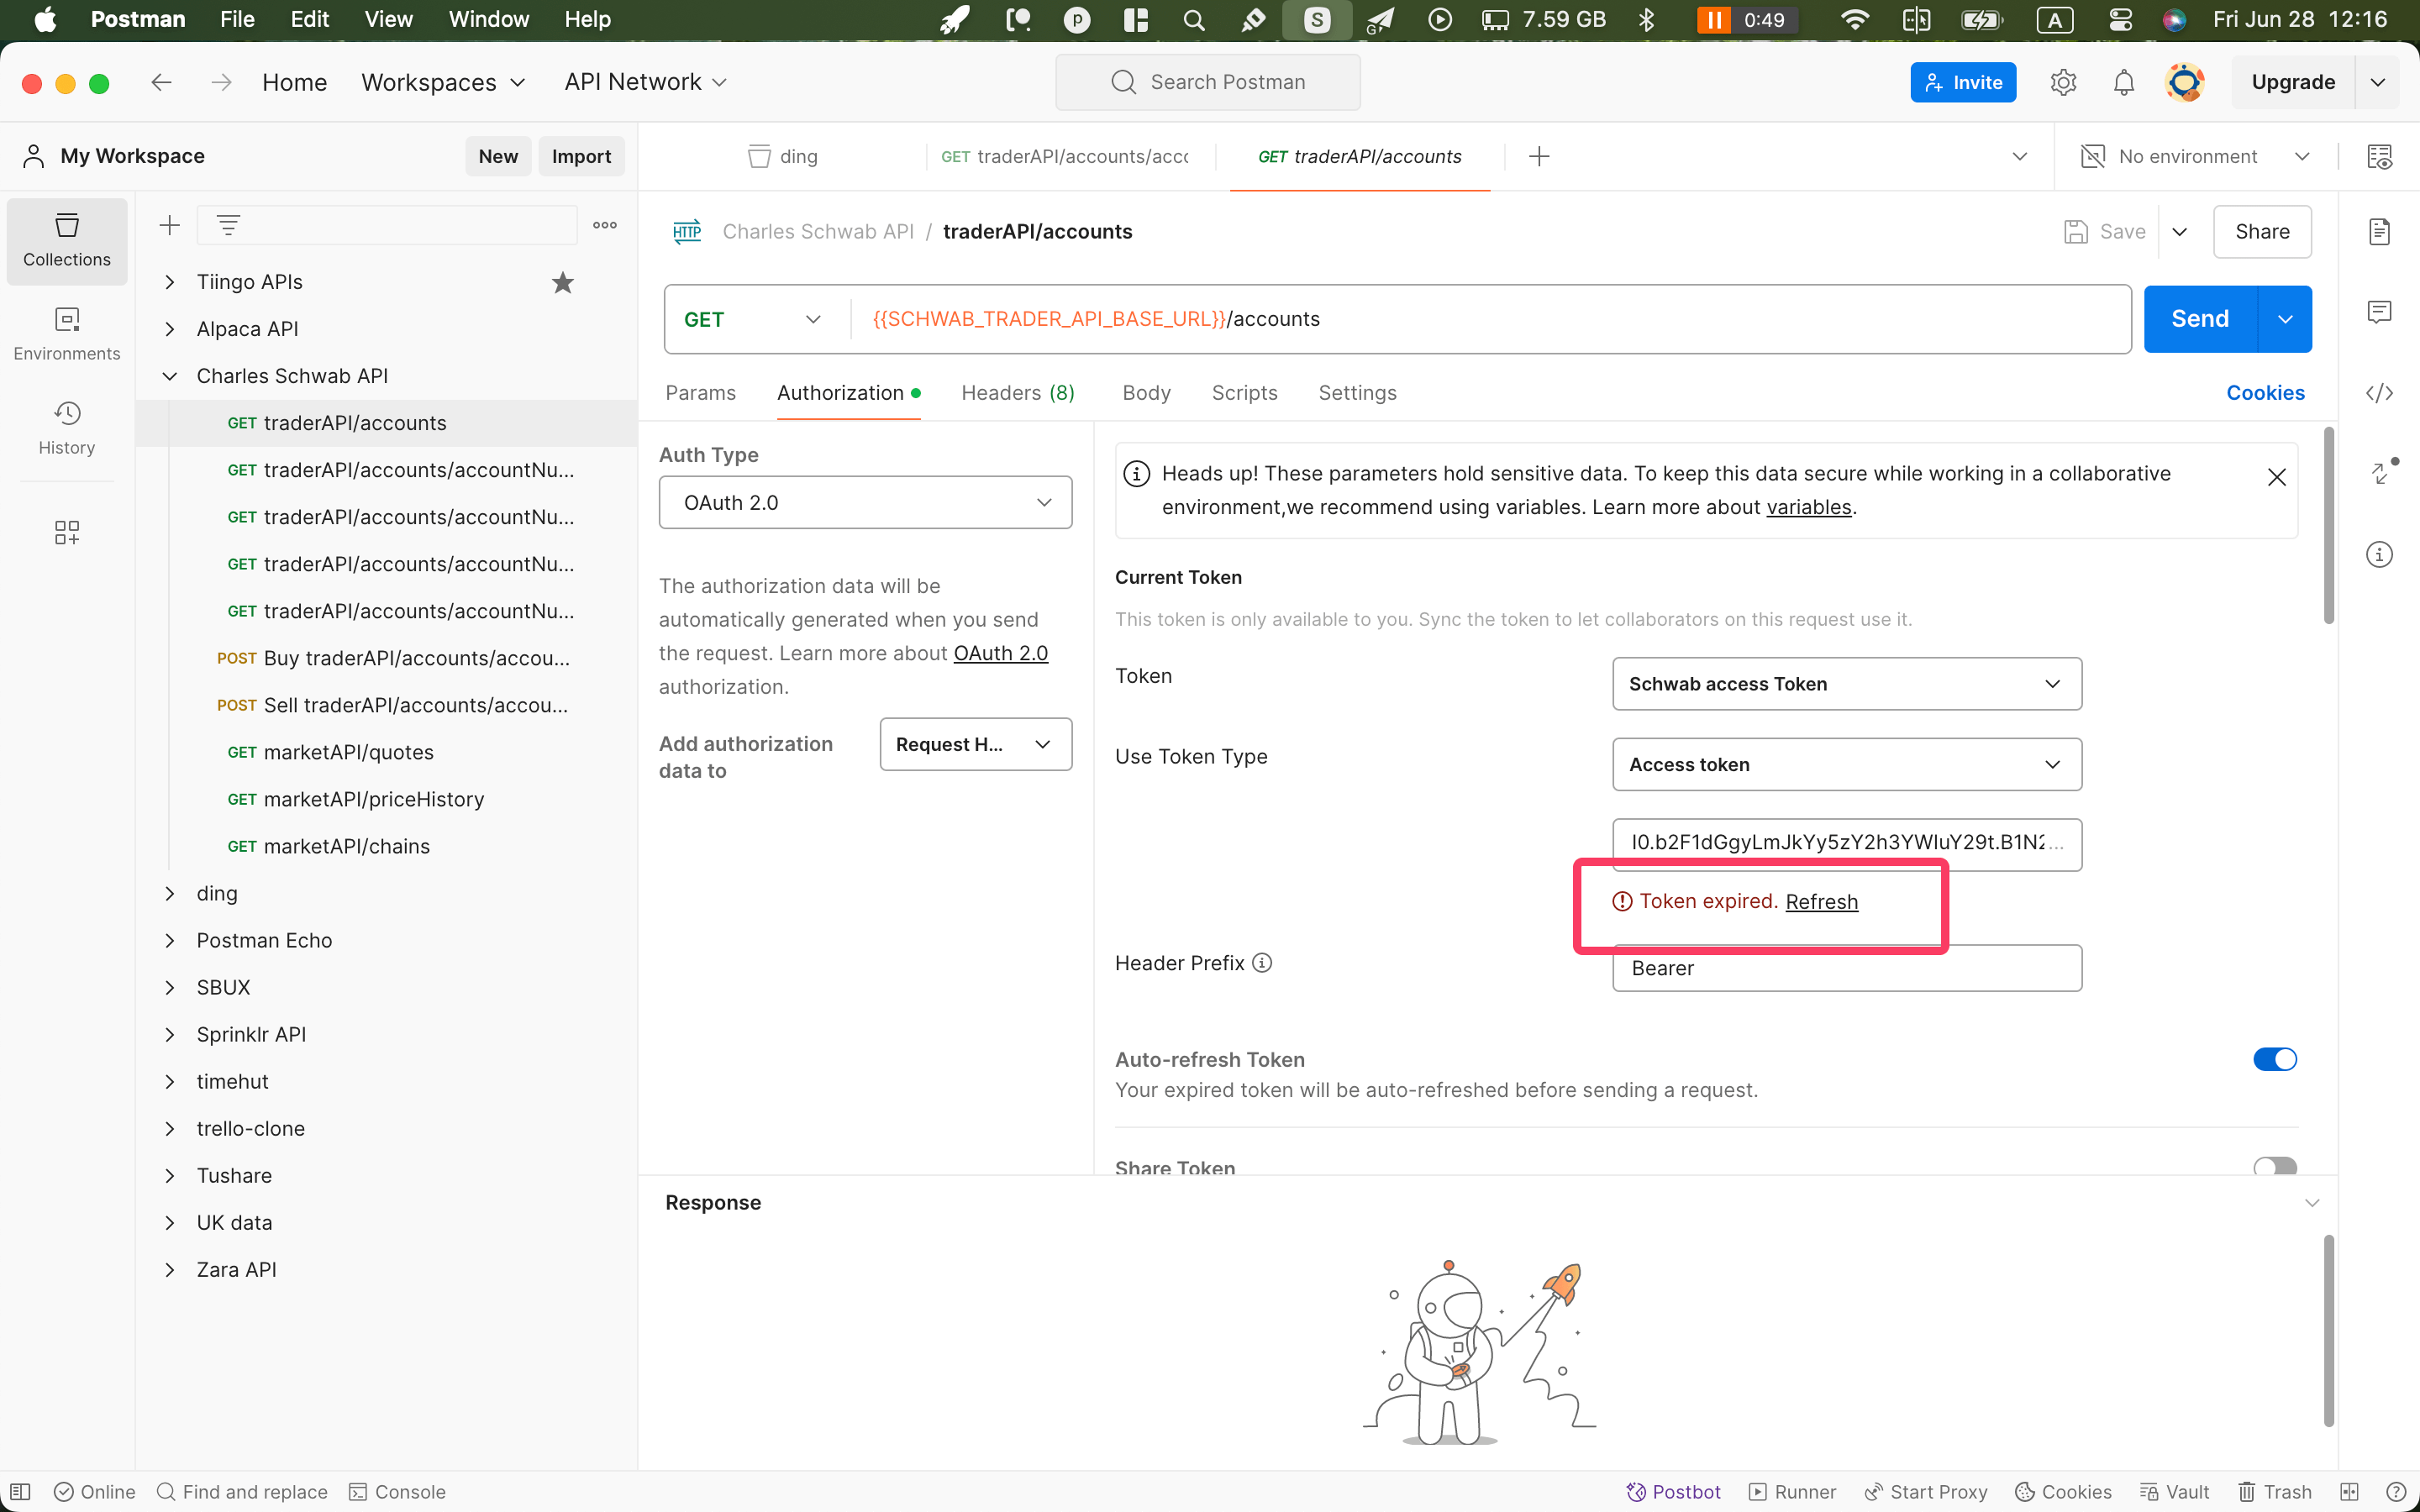 Postman File Edit View Window Help 7.59 GB 0:49 A Fri Jun 28 12:16
Home Workspaces API Network Search Postman Invite Upgrade
My Workspace New Import
ding GET traderAPI/accounts/acco GET traderAPI/accounts No environment
Collections
Environments
History
Tiingo APIs
Alpaca API
Charles Schwab API
GET traderAPI/accounts
GET traderAPI/accounts/accountNu...
GET traderAPI/accounts/accountNu...
GET traderAPI/accounts/accountNu...
GET traderAPI/accounts/accountNu...
POST Buy traderAPI/accounts/accou...
POST Sell traderAPI/accounts/accou...
GET marketAPI/quotes
GET marketAPI/priceHistory
GET marketAPI/chains
ding
Postman Echo
SBUX
Sprinklr API
timehut
trello-clone
Tushare
UK data
Zara API
HTTP Charles Schwab API / traderAPI/accounts Save Share
GET {{SCHWAB_TRADER_API_BASE_URL}}/accounts Send
Params Authorization Headers (8) Body Scripts Settings Cookies
Auth Type
OAuth 2.0
The authorization data will be
automatically generated when you send
the request. Learn more about OAuth 2.0
authorization.
Add authorization
data to
Request H...
Heads up! These parameters hold sensitive data. To keep this data secure while working in a collaborative
environment,we recommend using variables. Learn more about variables.
Current Token
This token is only available to you. Sync the token to let collaborators on this request use it.
Token Schwab access Token
Use Token Type Access token
I0.b2F1dGgyLmJkYy5zY2h3YWIuY29t.B1N2...
Token expired. Refresh
Header Prefix Bearer
Auto-refresh Token
Your expired token will be auto-refreshed before sending a request.
Share Token
Response
Online Find and replace Console Postbot Runner Start Proxy Cookies Vault Trash